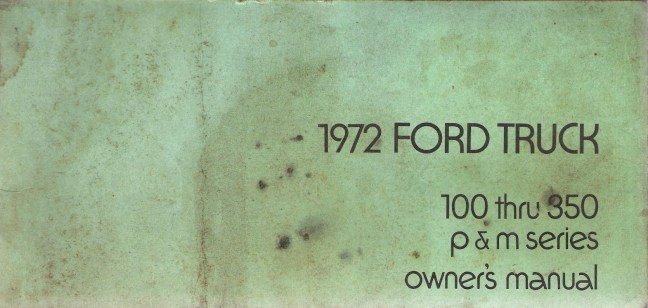 1972 FORD TRUCK
100 thru 350
p & m series
owner's manual